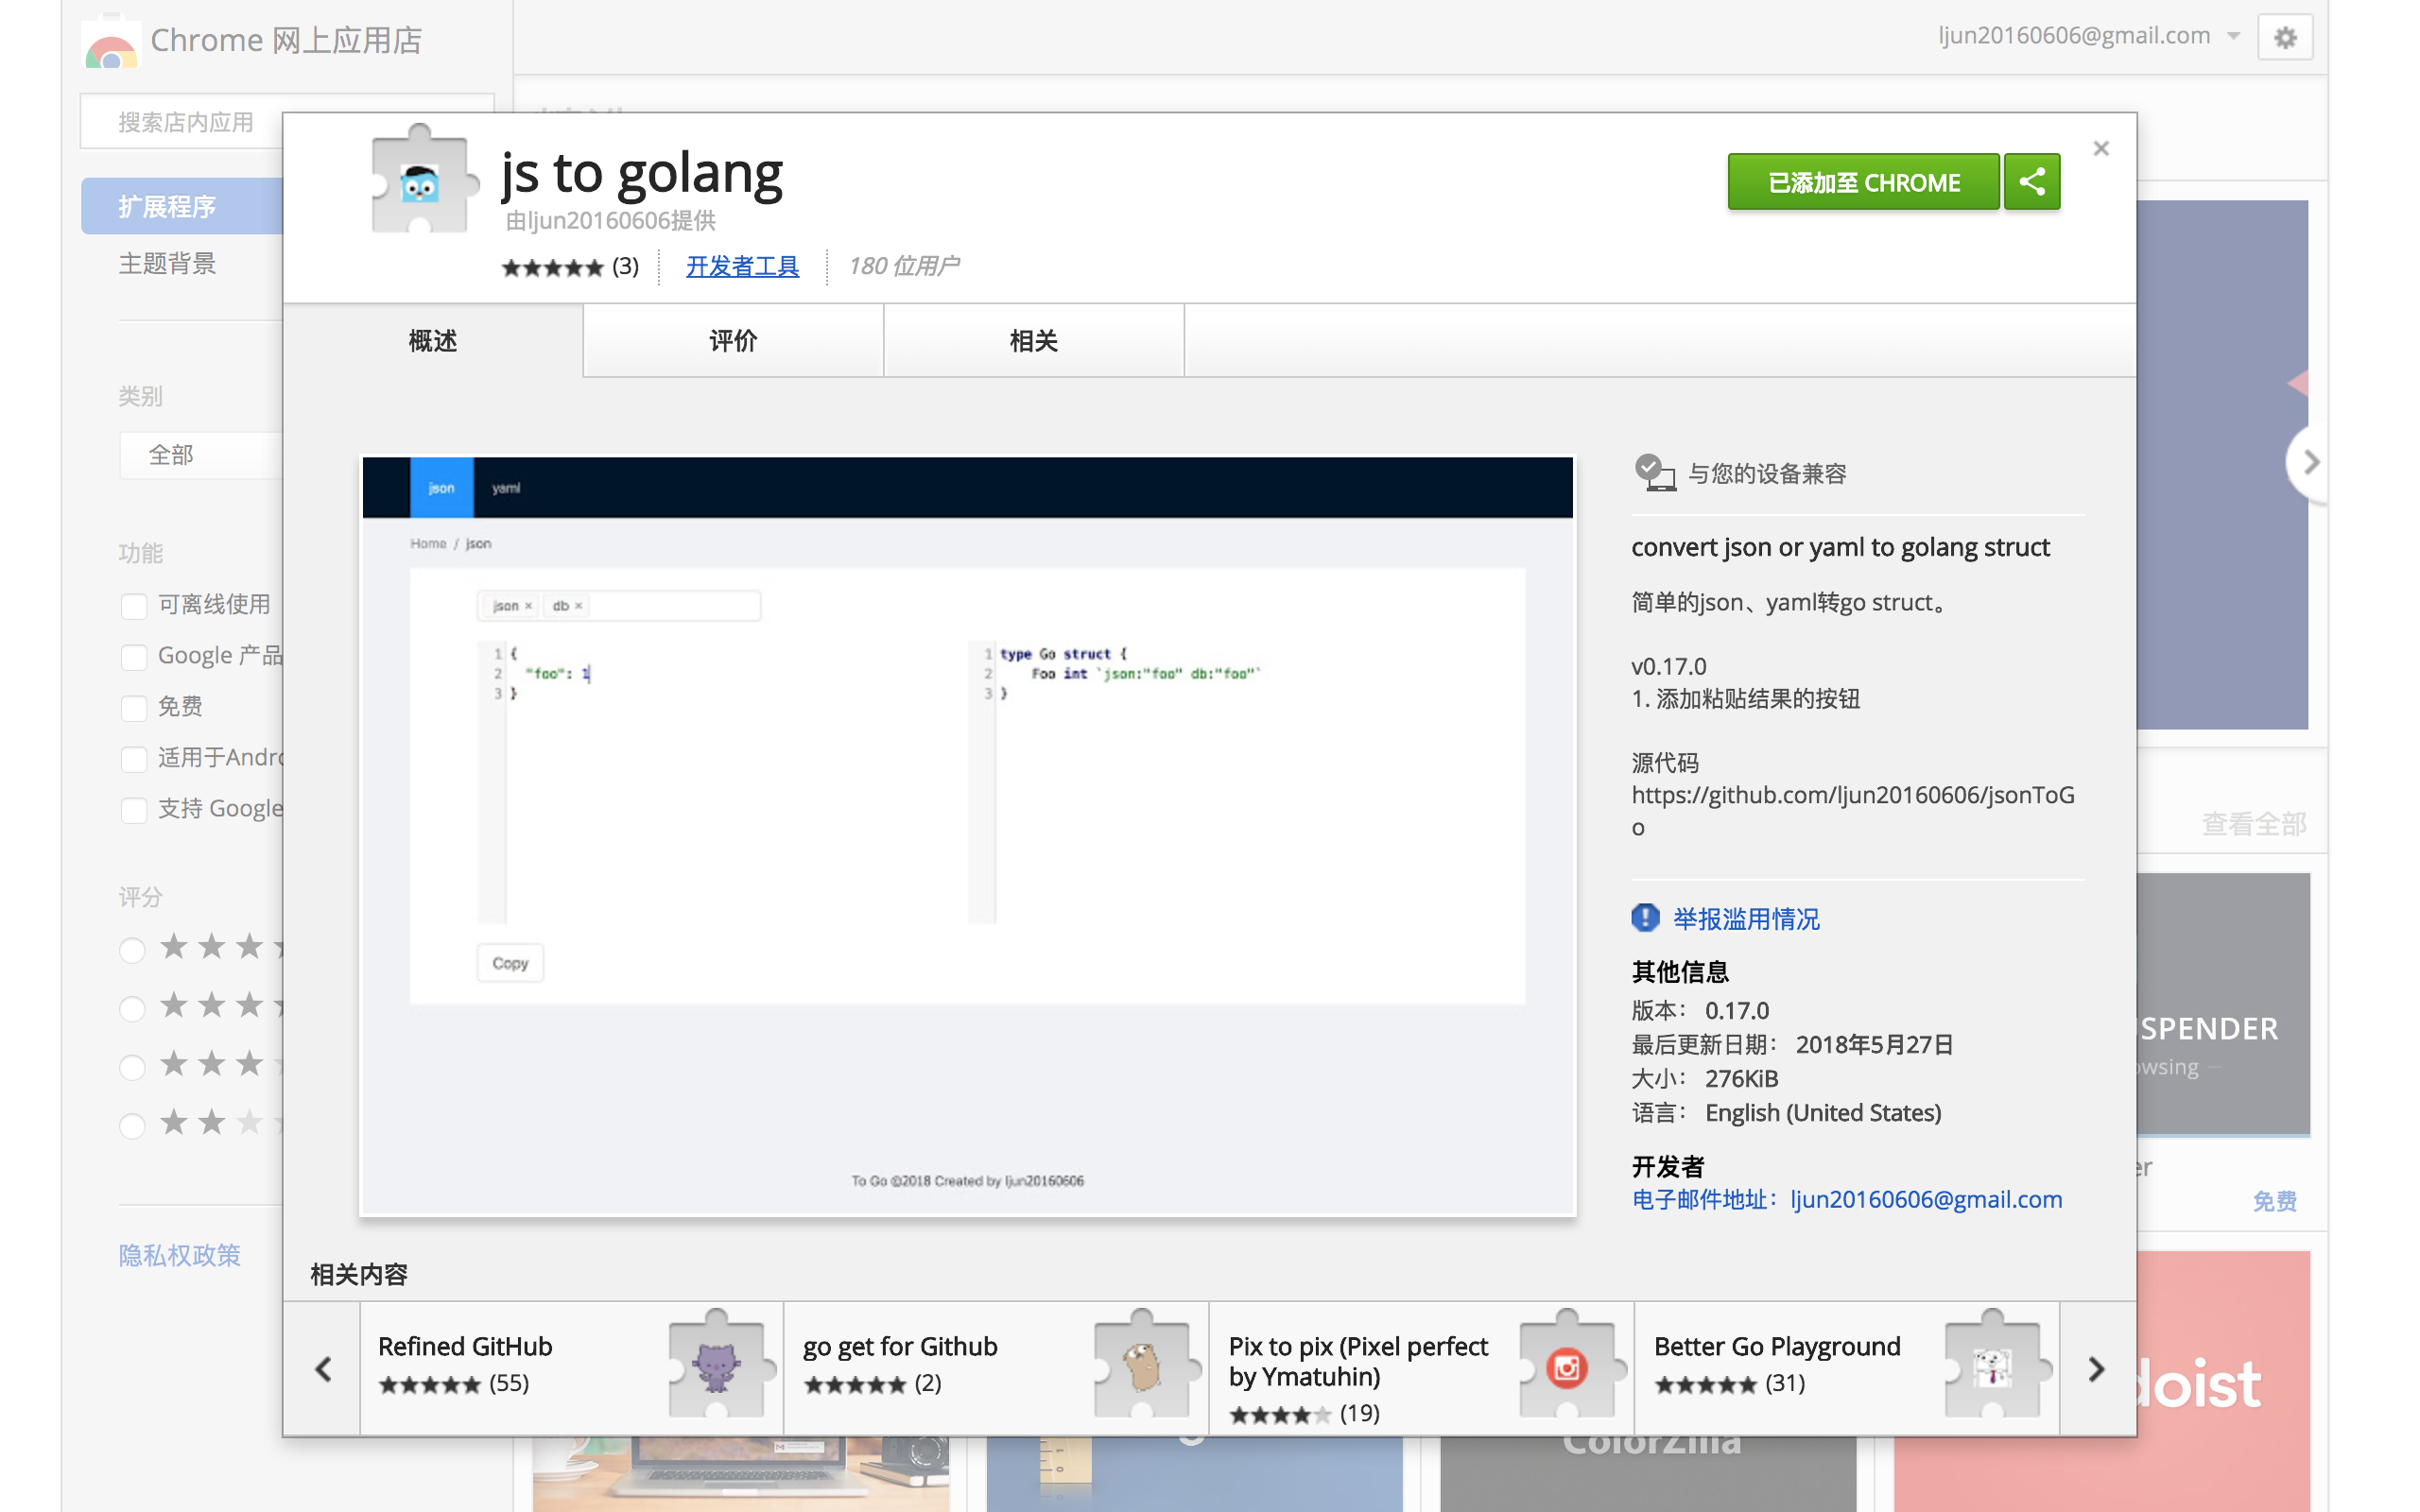 Chrome 网上应用店
ljun20160606@gmail.com
搜索店内应用
扩展程序
主题背景
类别
全部
功能
可离线使用
Google 产品
免费
适用于Andro
支持 Google
评分
隐私权政策
js to golang
由ljun20160606提供
(3)
开发者工具
180 位用户
已添加至 CHROME
概述
评价
相关
json
yaml
Home / json
json ×
db ×
1 {
2 "foo": 1
3 }
1 type Go struct {
2 Foo int `json:"foo" db:"foo"`
3 }
Copy
To Go ©2018 Created by ljun20160606
与您的设备兼容
convert json or yaml to golang struct
简单的json、yaml转go struct。
v0.17.0
1. 添加粘贴结果的按钮
源代码
https://github.com/ljun20160606/jsonToG
o
举报滥用情况
其他信息
版本： 0.17.0
最后更新日期： 2018年5月27日
大小： 276KiB
语言： English (United States)
开发者
电子邮件地址：ljun20160606@gmail.com
相关内容
Refined GitHub
(55)
go get for Github
(2)
Pix to pix (Pixel perfect
by Ymatuhin)
(19)
Better Go Playground
(31)
查看全部
SPENDER
owsing
er
免费
doist
ColorZilla